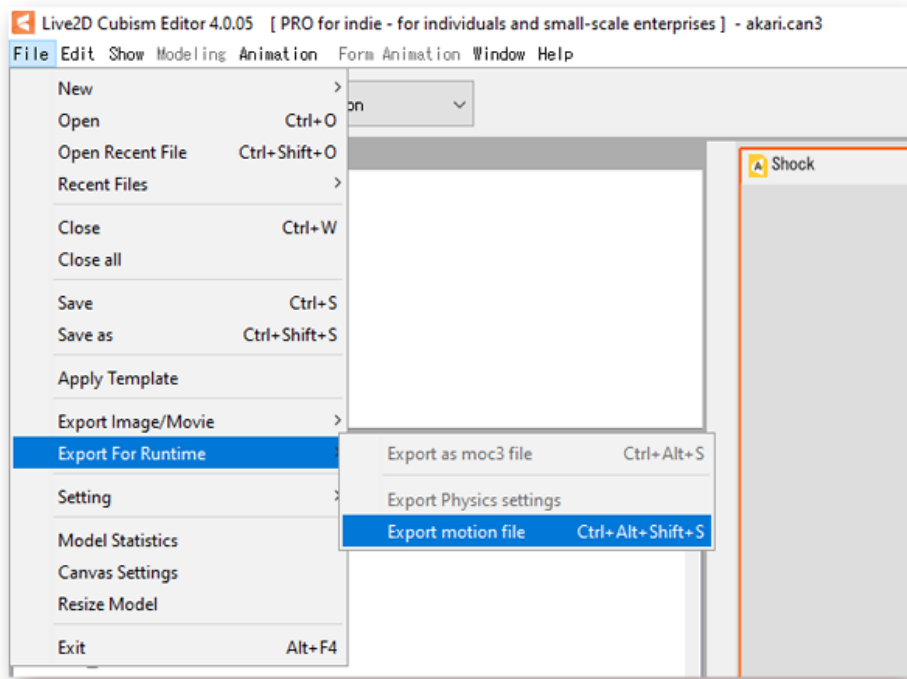 Live2D Cubism Editor 4.0.05 [ PRO for indie - for individuals and small-scale enterprises ] - akari.can3
File Edit Show Modeling Animation Form Animation Window Help
New
on
Open Ctrl+O
Open Recent File Ctrl+Shift+O
Recent Files
Shock
Close Ctrl+W
Close all
Save Ctrl+S
Save as Ctrl+Shift+S
Apply Template
Export Image/Movie
Export For Runtime
Export as moc3 file Ctrl+Alt+S
Setting
Export Physics settings
Export motion file Ctrl+Alt+Shift+S
Model Statistics
Canvas Settings
Resize Model
Exit Alt+F4